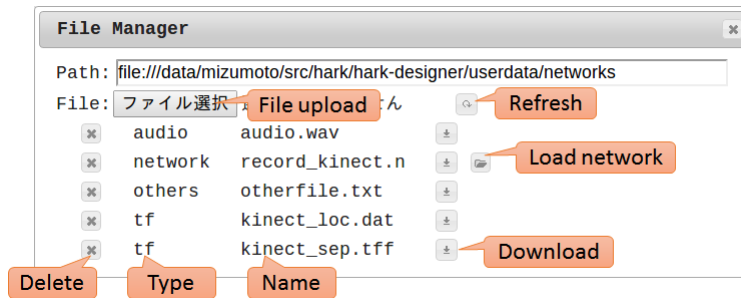 File Manager
Path: file:///data/mizumoto/src/hark/hark-designer/userdata/networks
File: ファイル選択 File upload せん Refresh
audio audio.wav
network record_kinect.n Load network
others otherfile.txt
tf kinect_loc.dat
tf kinect_sep.tff Download
Delete Type Name